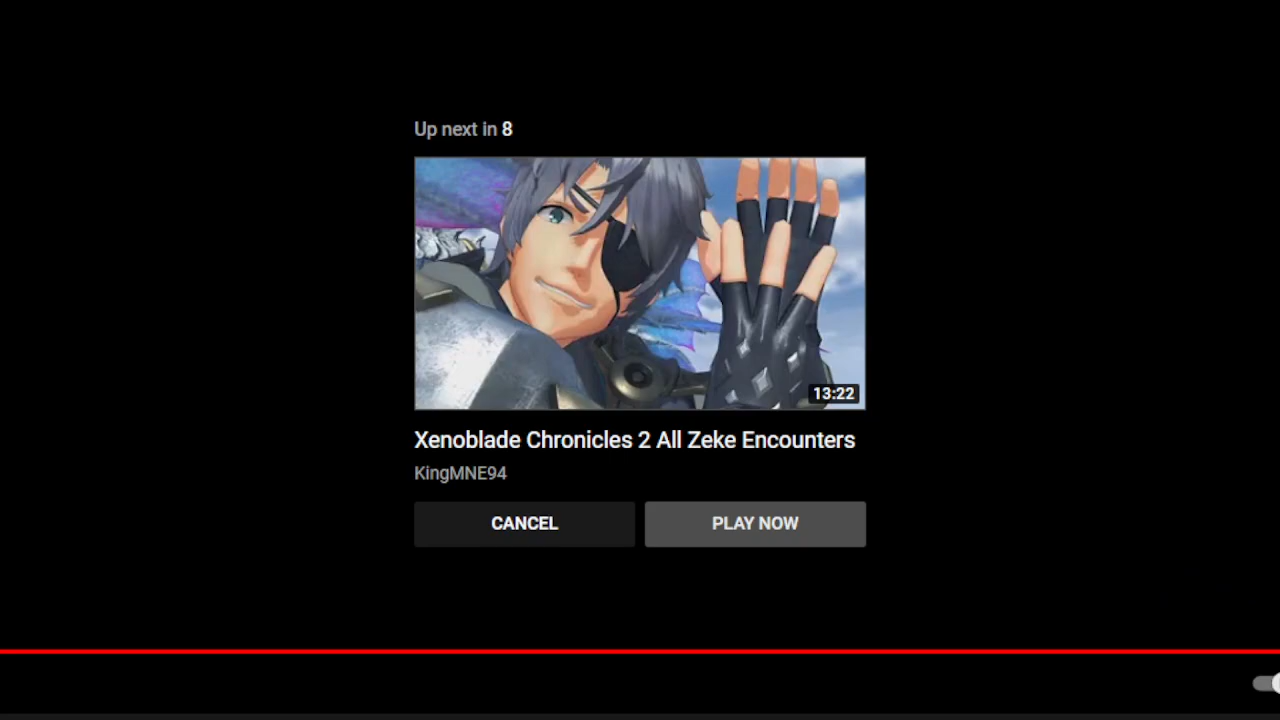 Up next in 8
13:22
Xenoblade Chronicles 2 All Zeke Encounters
KingMNE94
CANCEL
PLAY NOW